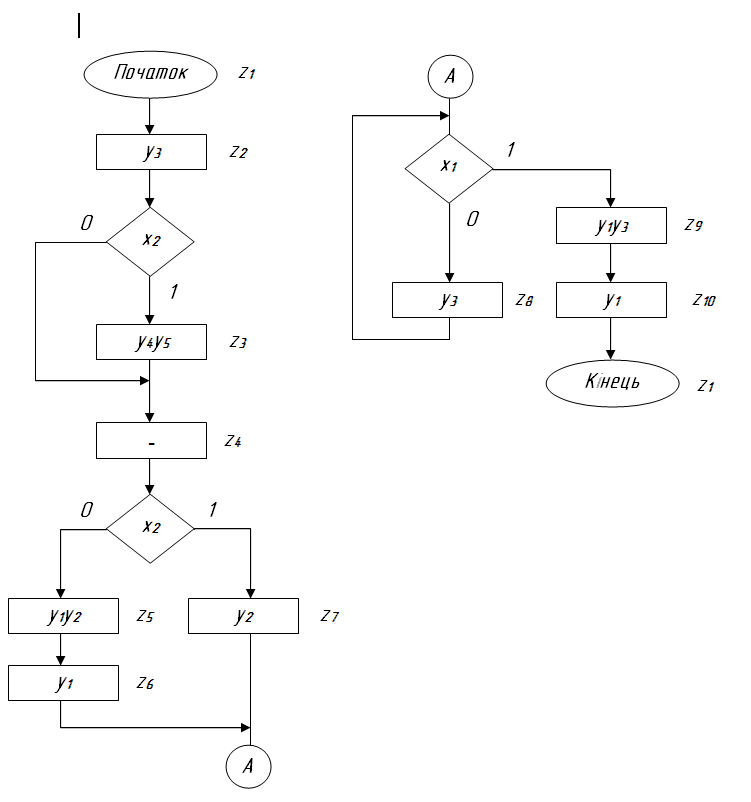 Початок z1
y3 z2
0 x2
1
y4y5 z3
- z4
0 x2 1
y1y2 z5 y2 z7
y1 z6
A
A
x1 1
0
y1y3 z9
y3 z8 y1 z10
Кінець z1